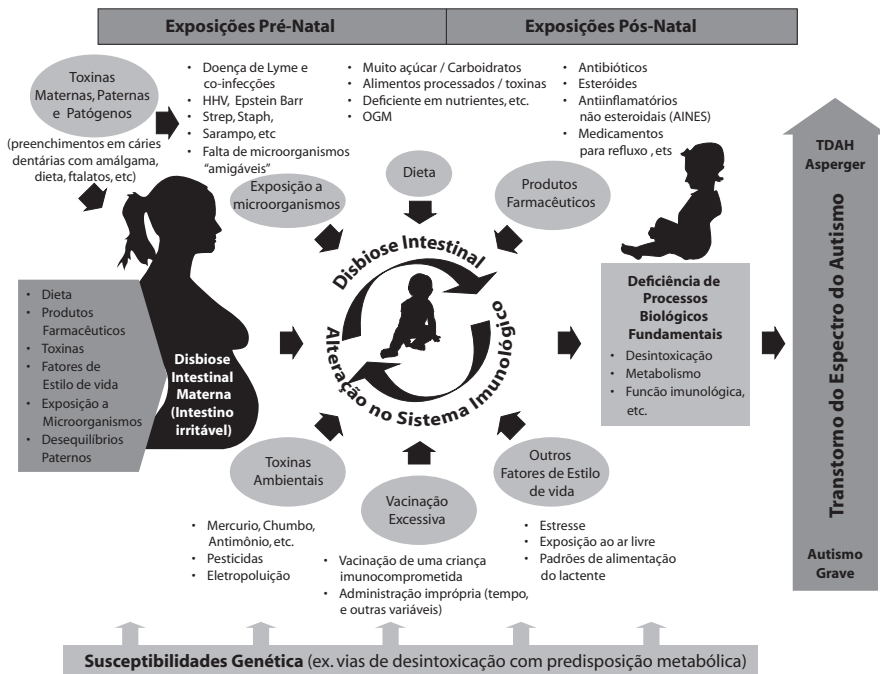 Exposições Pré-Natal
Exposições Pós-Natal
Toxinas
Maternas, Paternas
e Patógenos
(preenchimentos em cáries
dentárias com amálgama,
dieta, ftalatos, etc)
• Doença de Lyme e
co-infecções
• HHV, Epstein Barr
• Strep, Staph,
• Sarampo, etc
• Falta de microorganismos
“amigáveis”
Exposição a
microorganismos
• Muito açúcar / Carboidratos
• Alimentos processados / toxinas
• Deficiente em nutrientes, etc.
• OGM
Dieta
• Antibióticos
• Esteróides
• Antiinflamatórios
não esteroidais (AINES)
• Medicamentos
para refluxo , ets
Produtos
Farmacêuticos
• Dieta
• Produtos
Farmacêuticos
• Toxinas
• Fatores de
Estilo de vida
• Exposição a
Microorganismos
• Desequilíbrios
Paternos
Disbiose
Intestinal
Materna
(Intestino
irritável)
Disbiose Intestinal
Alteração no Sistema Imunológico
Deficiência de
Processos
Biológicos
Fundamentais
• Desintoxicação
• Metabolismo
• Funcão imunológica,
etc.
TDAH
Asperger
Transtorno do Espectro do Autismo
Autismo
Grave
Toxinas
Ambientais
• Mercurio, Chumbo,
Antimônio, etc.
• Pesticidas
• Eletropoluição
Vacinação
Excessiva
• Vacinação de uma criança
imunocomprometida
• Administração imprópria (tempo,
e outras variáveis)
Outros
Fatores de Estilo
de vida
• Estresse
• Exposição ao ar livre
• Padrões de alimentação
do lactente
Susceptibilidades Genética (ex. vias de desintoxicação com predisposição metabólica)